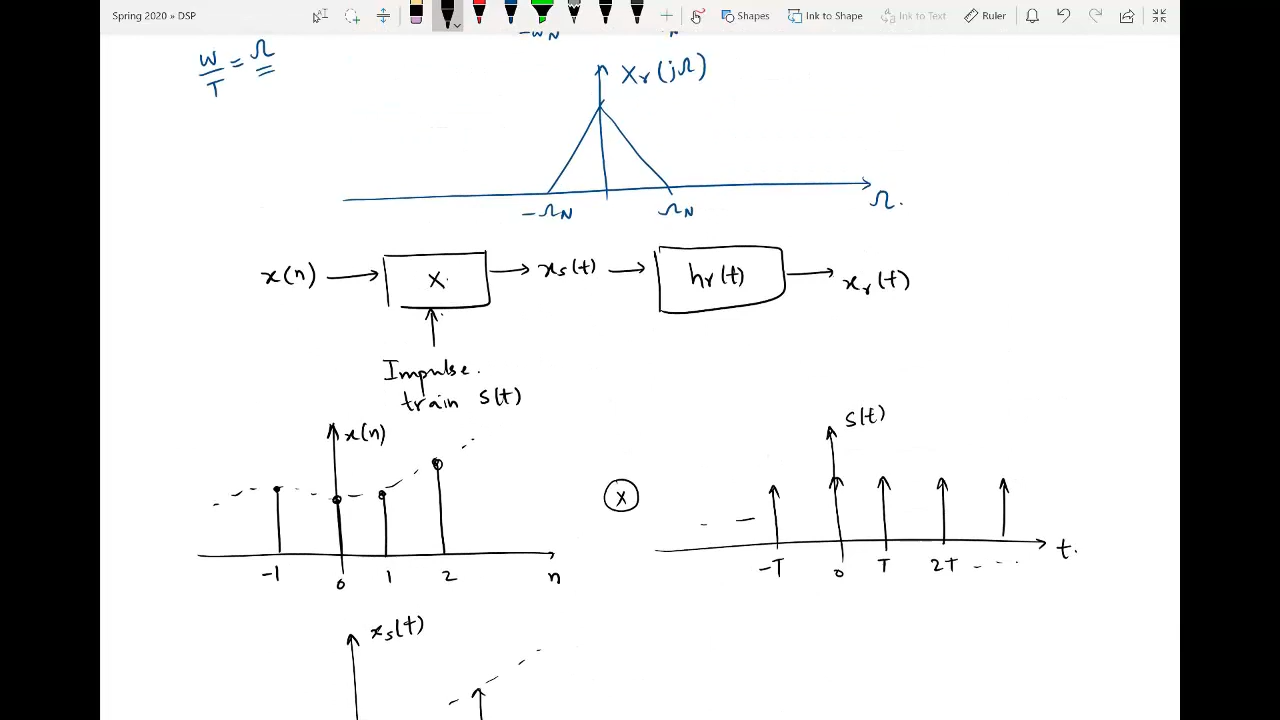 Spring 2020 » DSP
Shapes
Ink to Shape
Ink to Text
Ruler
-ωN
N
ω/T = Ω
Xr(jΩ)
-ΩN
ΩN
Ω.
x(n)
X.
xs(t)
hr(t)
xr(t)
Impulse.
train s(t)
x(n)
-1
0
1
2
n
X
s(t)
-T
0
T
2T
t.
xs(t)